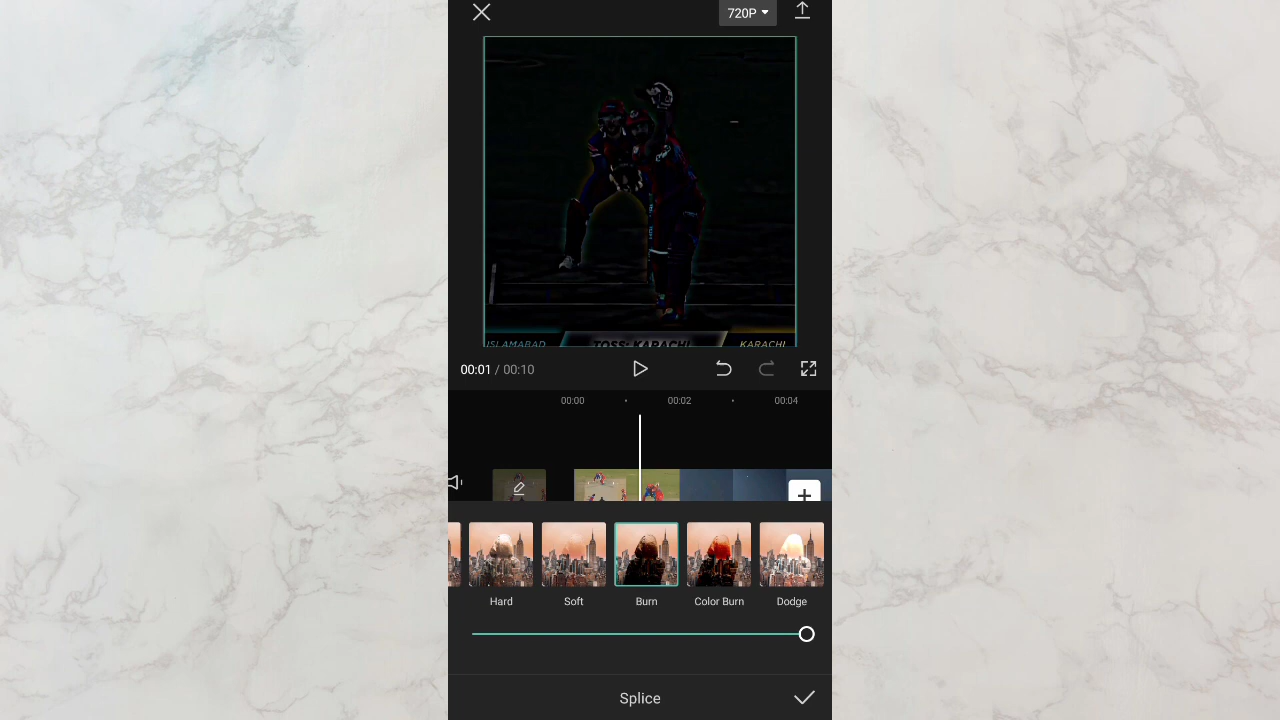 720P
ISLAMABAD TOSS: KARACHI KARACHI
00:01 / 00:10
00:00 00:02 00:04
Hard Soft Burn Color Burn Dodge
Splice